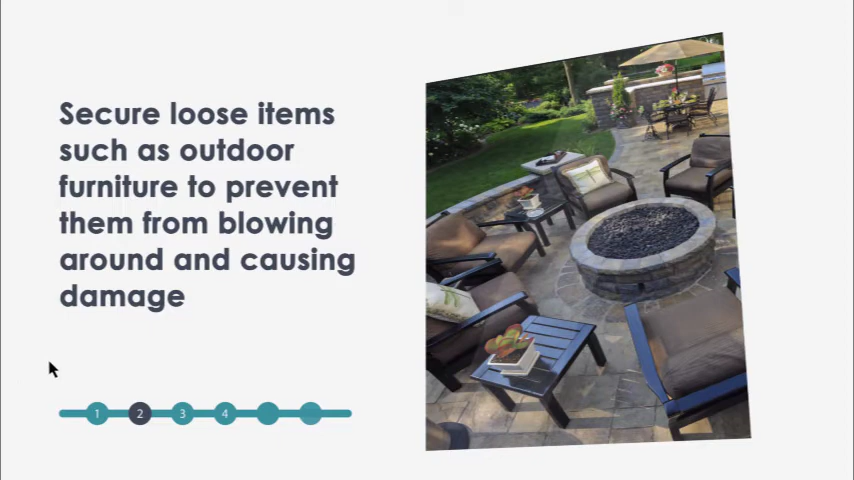 Secure loose items
such as outdoor
furniture to prevent
them from blowing
around and causing
damage
1 2 3 4